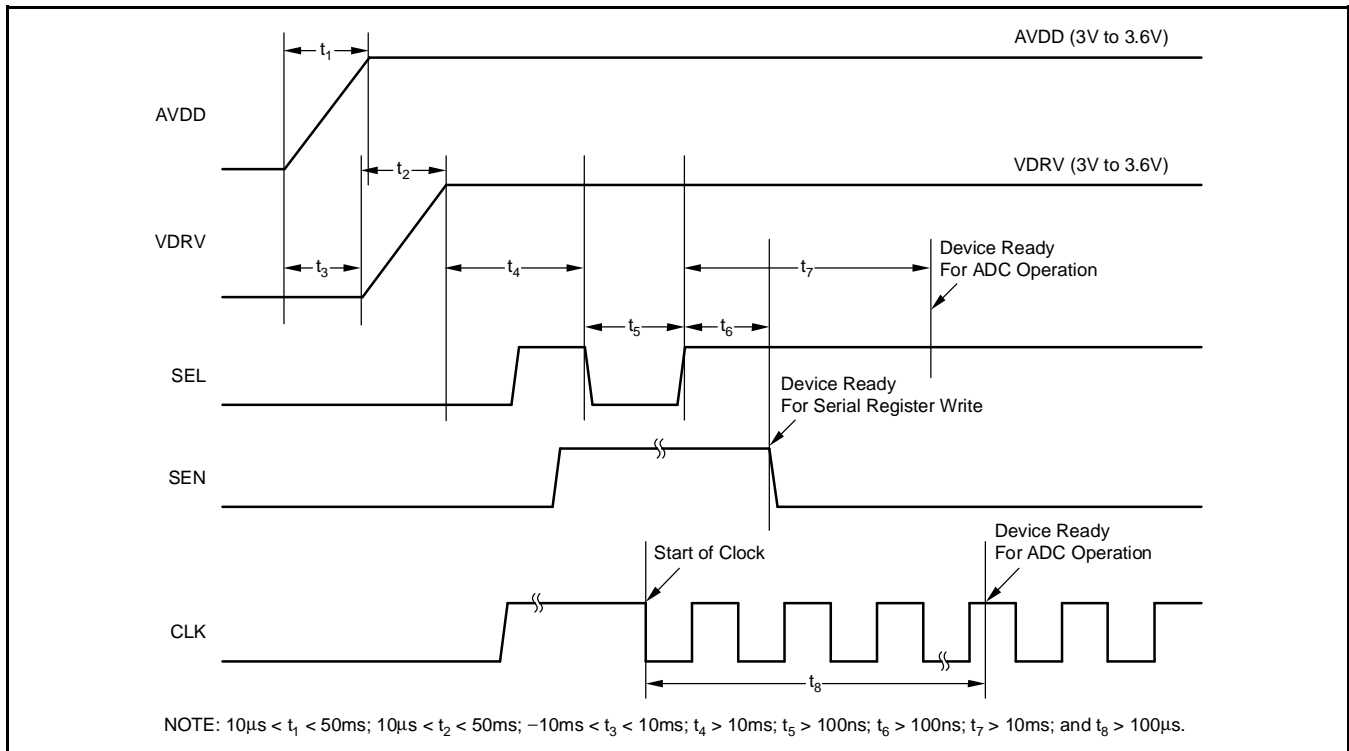 AVDD (3V to 3.6V)
t1
AVDD
t2
VDRV (3V to 3.6V)
VDRV
t3
t4
t7
Device Ready
For ADC Operation
t5
t6
SEL
Device Ready
For Serial Register Write
SEN
Start of Clock
Device Ready
For ADC Operation
CLK
t8
NOTE: 10μs < t1 < 50ms; 10μs < t2 < 50ms; −10ms < t3 < 10ms; t4 > 10ms; t5 > 100ns; t6 > 100ns; t7 > 10ms; and t8 > 100μs.